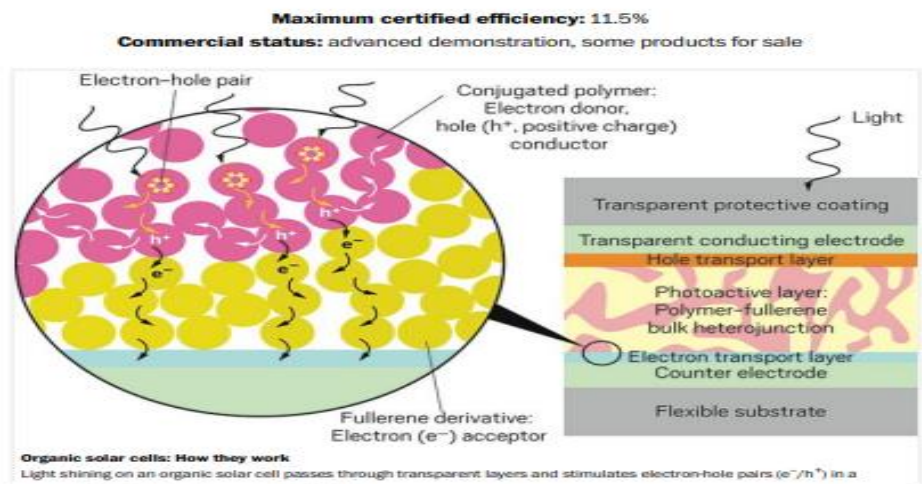 Maximum certified efficiency: 11.5%
Commercial status: advanced demonstration, some products for sale
Electron–hole pair
Conjugated polymer:
Electron donor,
hole (h⁺, positive charge)
conductor
Light
Transparent protective coating
Transparent conducting electrode
Hole transport layer
Photoactive layer:
Polymer–fullerene
bulk heterojunction
Electron transport layer
Counter electrode
Flexible substrate
h⁺
h⁺
h⁺
e⁻
e⁻
e⁻
Fullerene derivative:
Electron (e⁻) acceptor
Organic solar cells: How they work
Light shining on an organic solar cell passes through transparent layers and stimulates electron-hole pairs (e⁻/h⁺) in a